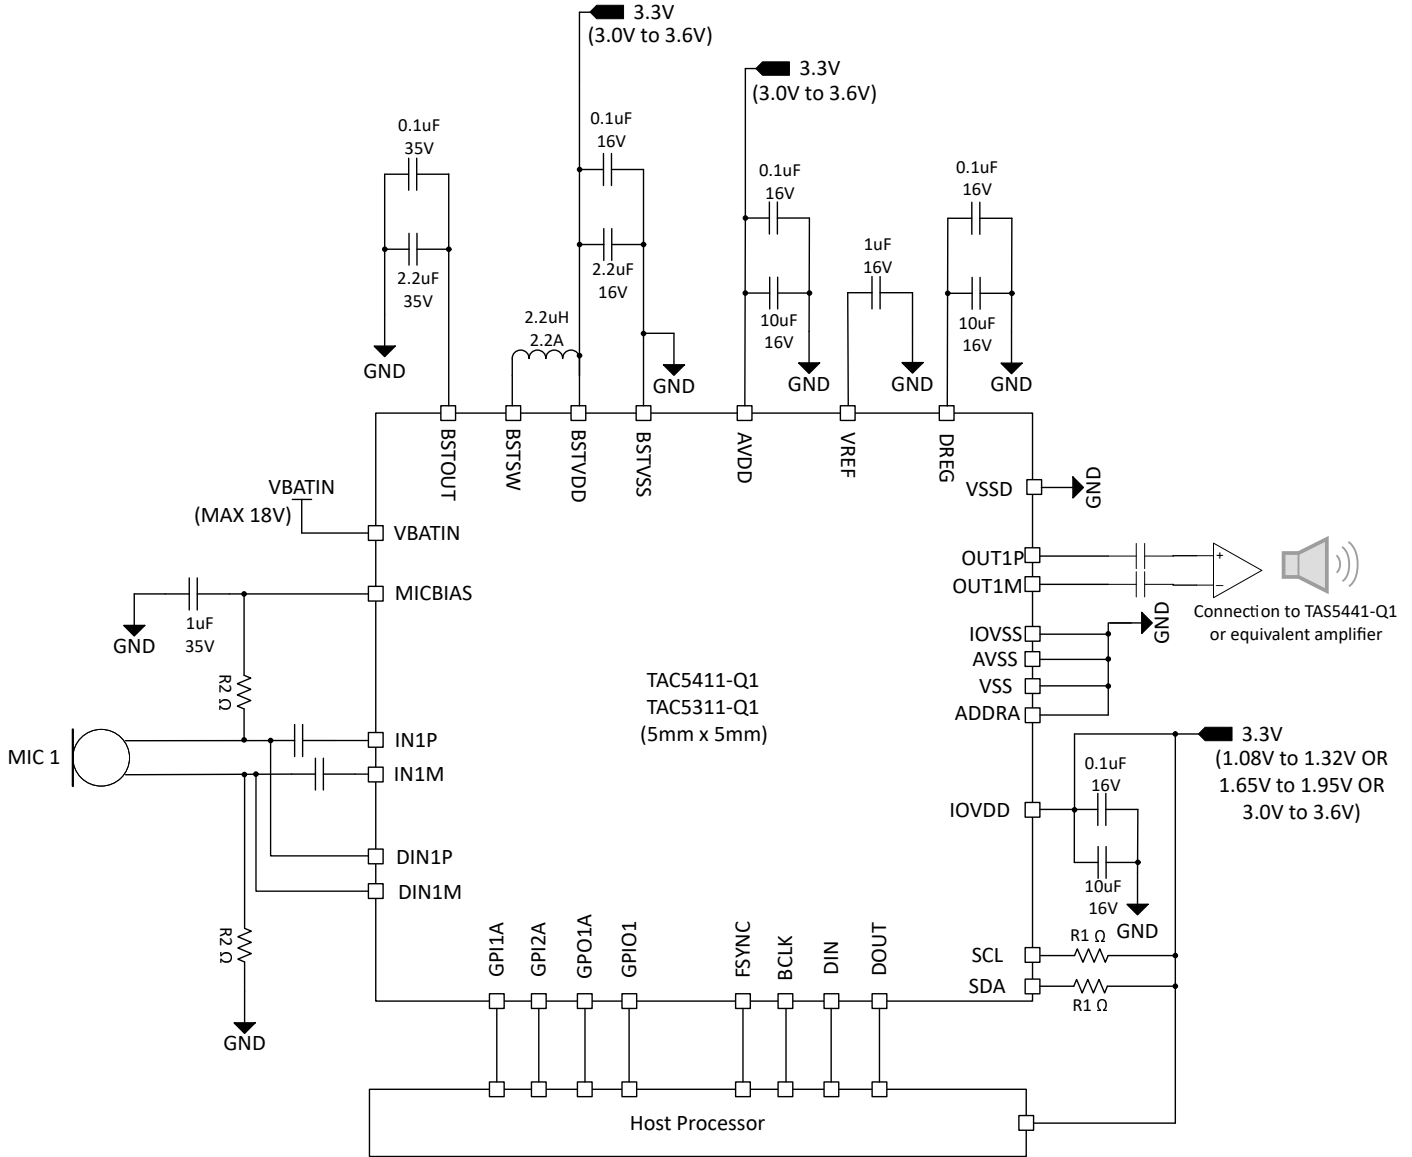 3.3V
(3.0V to 3.6V)
3.3V
(3.0V to 3.6V)
0.1uF
35V
0.1uF
16V
0.1uF
16V
0.1uF
16V
2.2uF
35V
2.2uF
16V
1uF
16V
10uF
16V
10uF
16V
2.2uH
2.2A
GND
GND
GND
GND
GND
BSTOUT
BSTSW
BSTVDD
BSTVSS
AVDD
VREF
DREG
VBATIN
(MAX 18V)
VBATIN
MICBIAS
1uF
35V
GND
R2 Ω
MIC 1
IN1P
IN1M
DIN1P
DIN1M
R2 Ω
GND
TAC5411-Q1
TAC5311-Q1
(5mm x 5mm)
VSSD
GND
OUT1P
OUT1M
Connection to TAS5441-Q1
or equivalent amplifier
IOVSS
AVSS
VSS
ADDRA
GND
3.3V
(1.08V to 1.32V OR
1.65V to 1.95V OR
3.0V to 3.6V)
0.1uF
16V
IOVDD
10uF
16V
GND
SCL
R1 Ω
SDA
R1 Ω
GPI1A
GPI2A
GPO1A
GPIO1
FSYNC
BCLK
DIN
DOUT
Host Processor